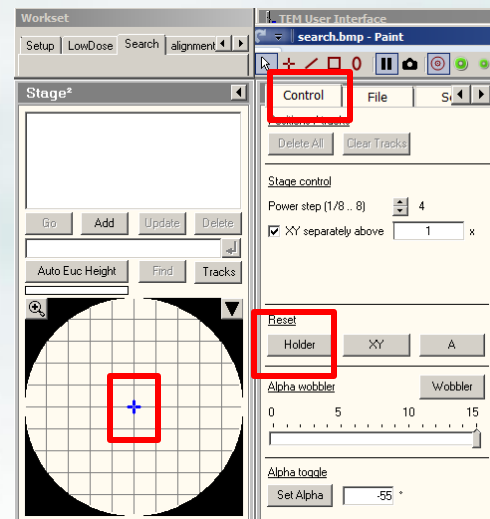 Workset
Setup LowDose Search alignment
Stage*
Go Add Update Delete
Auto Euc Height Find Tracks
TEM User Interface
search.bmp - Paint
Control File
Delete All Clear Tracks
Stage control
Power step (1/8 .. 8) 4
XY separately above 1 x
Reset
Holder XY A
Alpha wobbler Wobbler
0 5 10 15
Alpha toggle
Set Alpha -55 °